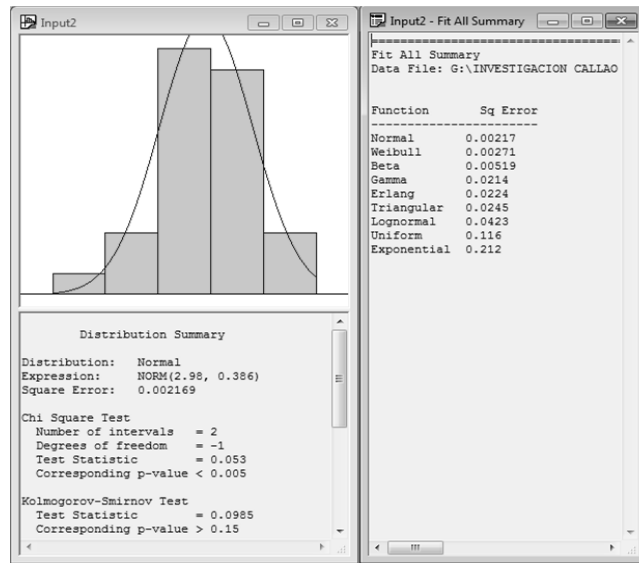 Input2
Distribution Summary
Distribution: Normal
Expression: NORM(2.98, 0.386)
Square Error: 0.002169
Chi Square Test
Number of intervals = 2
Degrees of freedom = -1
Test Statistic = 0.053
Corresponding p-value < 0.005
Kolmogorov-Smirnov Test
Test Statistic = 0.0985
Corresponding p-value > 0.15
Input2 - Fit All Summary
Fit All Summary
Data File: G:\INVESTIGACION CALLAO
Function Sq Error
Normal 0.00217
Weibull 0.00271
Beta 0.00519
Gamma 0.0214
Erlang 0.0224
Triangular 0.0245
Lognormal 0.0423
Uniform 0.116
Exponential 0.212